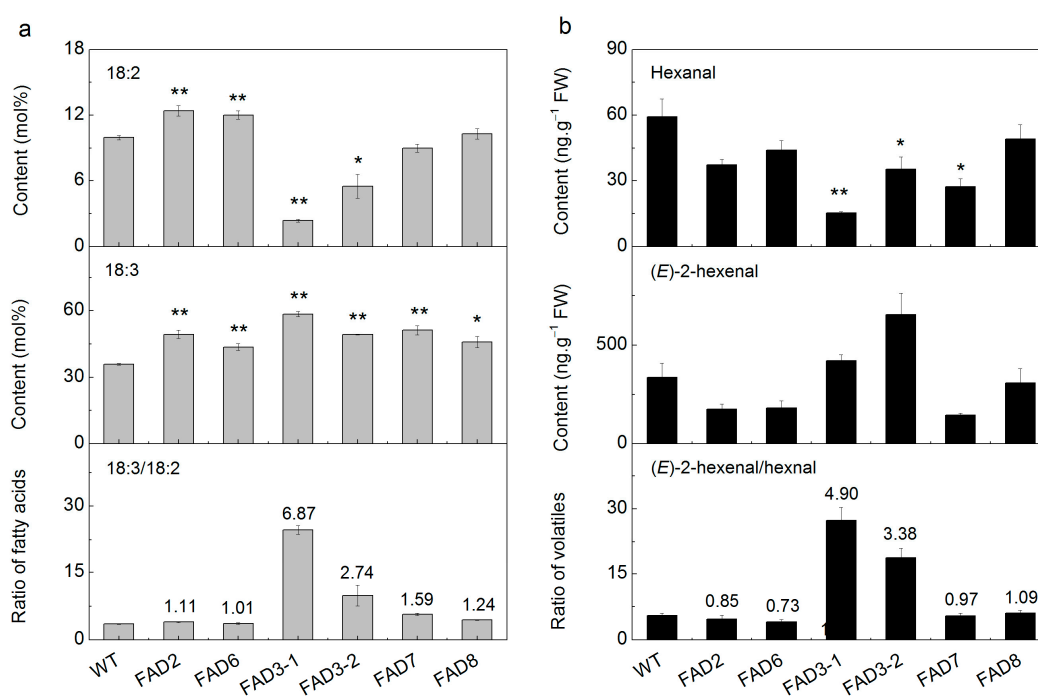 a
18
12
6
0
Content (mol%)
18:2
**
**
**
*
60
30
0
Content (mol%)
18:3
**
**
**
**
**
*
30
15
0
Ratio of fatty acids
18:3/18:2
1.11
1.01
6.87
2.74
1.59
1.24
WT
FAD2
FAD6
FAD3-1
FAD3-2
FAD7
FAD8
b
90
60
30
0
Content (ng.g⁻¹ FW)
Hexanal
**
*
*
500
0
Content (ng.g⁻¹ FW)
(E)-2-hexenal
30
15
0
Ratio of volatiles
(E)-2-hexenal/hexnal
0.85
0.73
4.90
3.38
0.97
1.09
WT
FAD2
FAD6
FAD3-1
FAD3-2
FAD7
FAD8